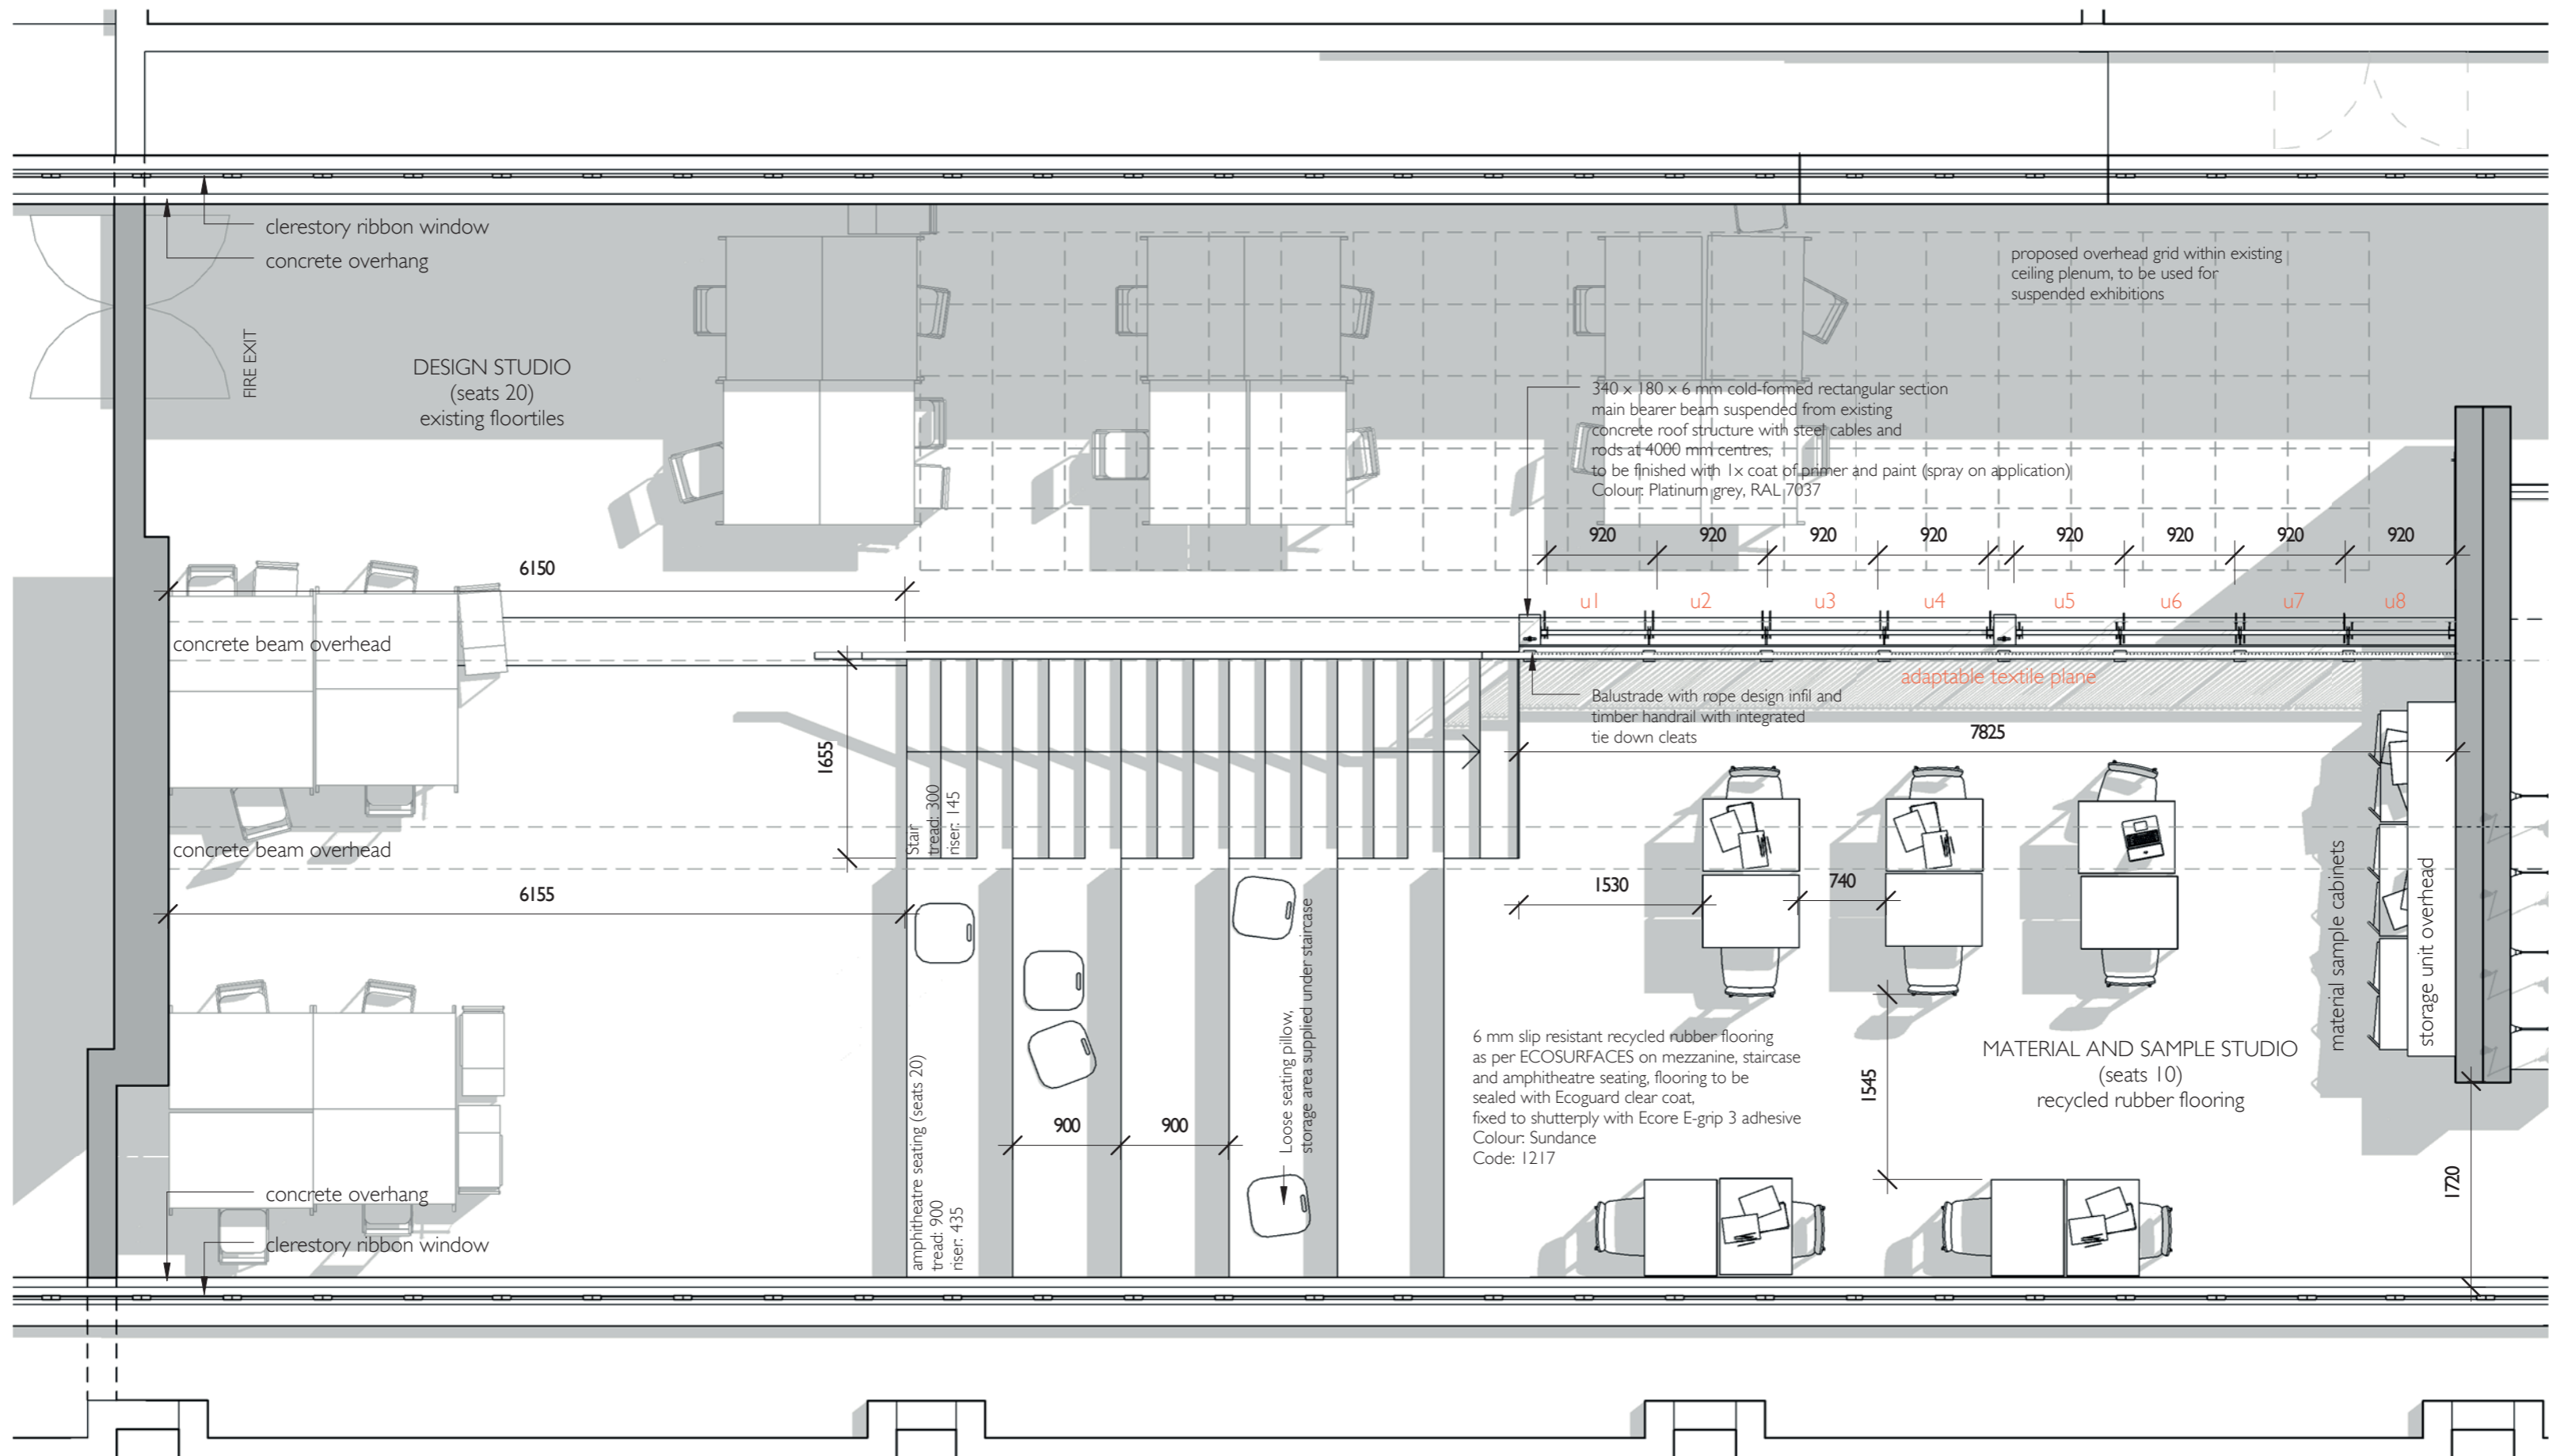 clerestory ribbon window
concrete overhang
FIRE EXIT
DESIGN STUDIO
(seats 20)
existing floortiles
proposed overhead grid within existing
ceiling plenum, to be used for
suspended exhibitions
340 x 180 x 6 mm cold-formed rectangular section
main bearer beam suspended from existing
concrete roof structure with steel cables and
rods at 4000 mm centres,
to be finished with 1x coat of primer and paint (spray on application)
Colour: Platinum grey, RAL 7037
920 920 920 920 920 920 920 920
6150
u1 u2 u3 u4 u5 u6 u7 u8
concrete beam overhead
adaptable textile plane
Balustrade with rope design infil and
timber handrail with integrated
tie down cleats
7825
1655
Stair
tread: 300
riser: 145
concrete beam overhead
6155
1530
740
material sample cabinets
storage unit overhead
Loose seating pillow,
storage area supplied under staircase
6 mm slip resistant recycled rubber flooring
as per ECOSURFACES on mezzanine, staircase
and amphitheatre seating, flooring to be
sealed with Ecoguard clear coat,
fixed to shutterply with Ecore E-grip 3 adhesive
Colour: Sundance
Code: 1217
MATERIAL AND SAMPLE STUDIO
(seats 10)
recycled rubber flooring
1545
900 900
amphitheatre seating (seats 20)
tread: 900
riser: 435
1720
concrete overhang
clerestory ribbon window